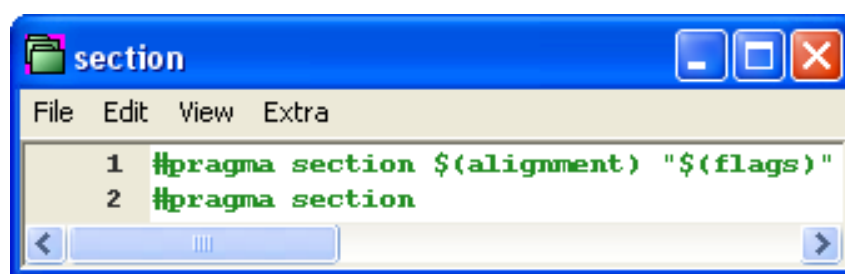 section
File Edit View Extra
1 #pragma section $(alignment) "$(flags)"
2 #pragma section